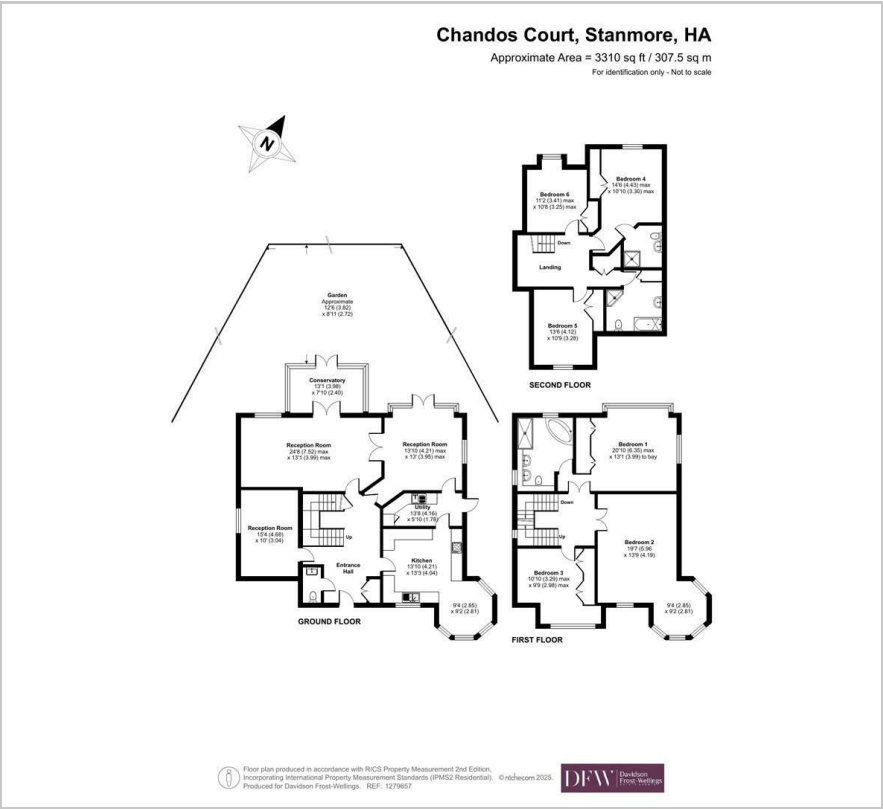 Chandos Court, Stanmore, HA
Approximate Area = 3310 sq ft / 307.5 sq m
For identification only - Not to scale
N
Bedroom 4
14'6 (4.43) max
x 10'10 (3.30) max
Bedroom 6
11'2 (3.41) max
x 10'8 (3.25) max
Down
Landing
Bedroom 5
13'6 (4.12)
x 10'9 (3.28)
SECOND FLOOR
Garden
Approximate
12'6 (3.82)
x 8'11 (2.72)
Conservatory
13'1 (3.98)
x 7'10 (2.40)
Reception Room
24'8 (7.52) max
x 13'1 (3.99) max
Reception Room
13'10 (4.21) max
x 13' (3.95) max
Utility
13'8 (4.16)
x 5'10 (1.78)
Reception Room
15'4 (4.68)
x 10' (3.04)
Up
Entrance
Hall
Kitchen
13'10 (4.21)
x 13'3 (4.04)
9'4 (2.85)
x 9'2 (2.81)
GROUND FLOOR
Bedroom 1
20'10 (6.35) max
x 13'1 (3.99) to bay
Down
Up
Bedroom 2
19'7 (5.96
x 13'9 (4.19)
Bedroom 3
10'10 (3.29) max
x 9'9 (2.98) max
9'4 (2.85)
x 9'2 (2.81)
FIRST FLOOR
Floor plan produced in accordance with RICS Property Measurement 2nd Edition,
Incorporating International Property Measurement Standards (IPMS2 Residential). © nichecom 2025.
Produced for Davidson Frost-Wellings. REF: 1279657
DFW Davidson
Frost-Wellings